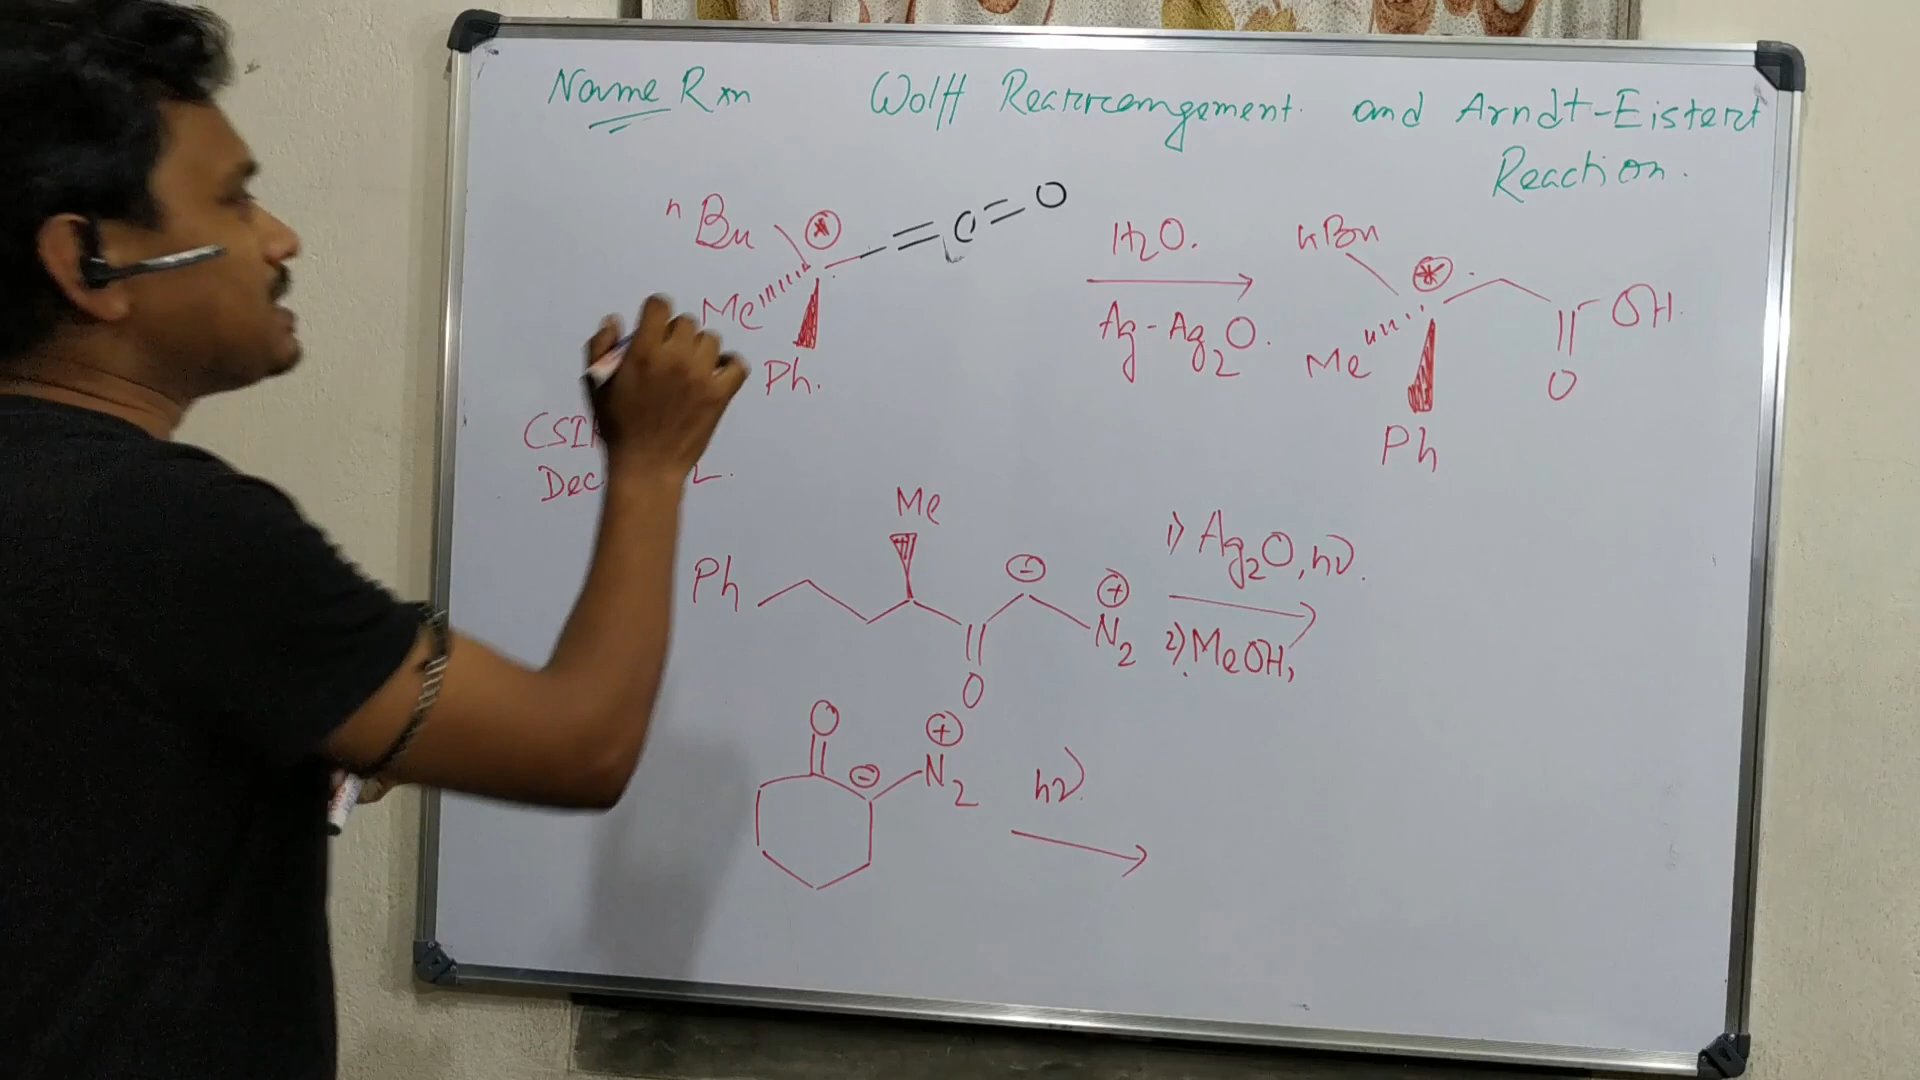 Name Rxn Wolff Rearrangement and Arndt-Eistert
Reaction.
nBu * = C = O H2O. nBu *
Me Ag-Ag2O. Me OH.
Ph. O
Ph
Dec
Me
Ph ⊖ ⊕ 1) Ag2O, hν.
N2 2) MeOH,
O
O ⊕
⊖ N2 hν